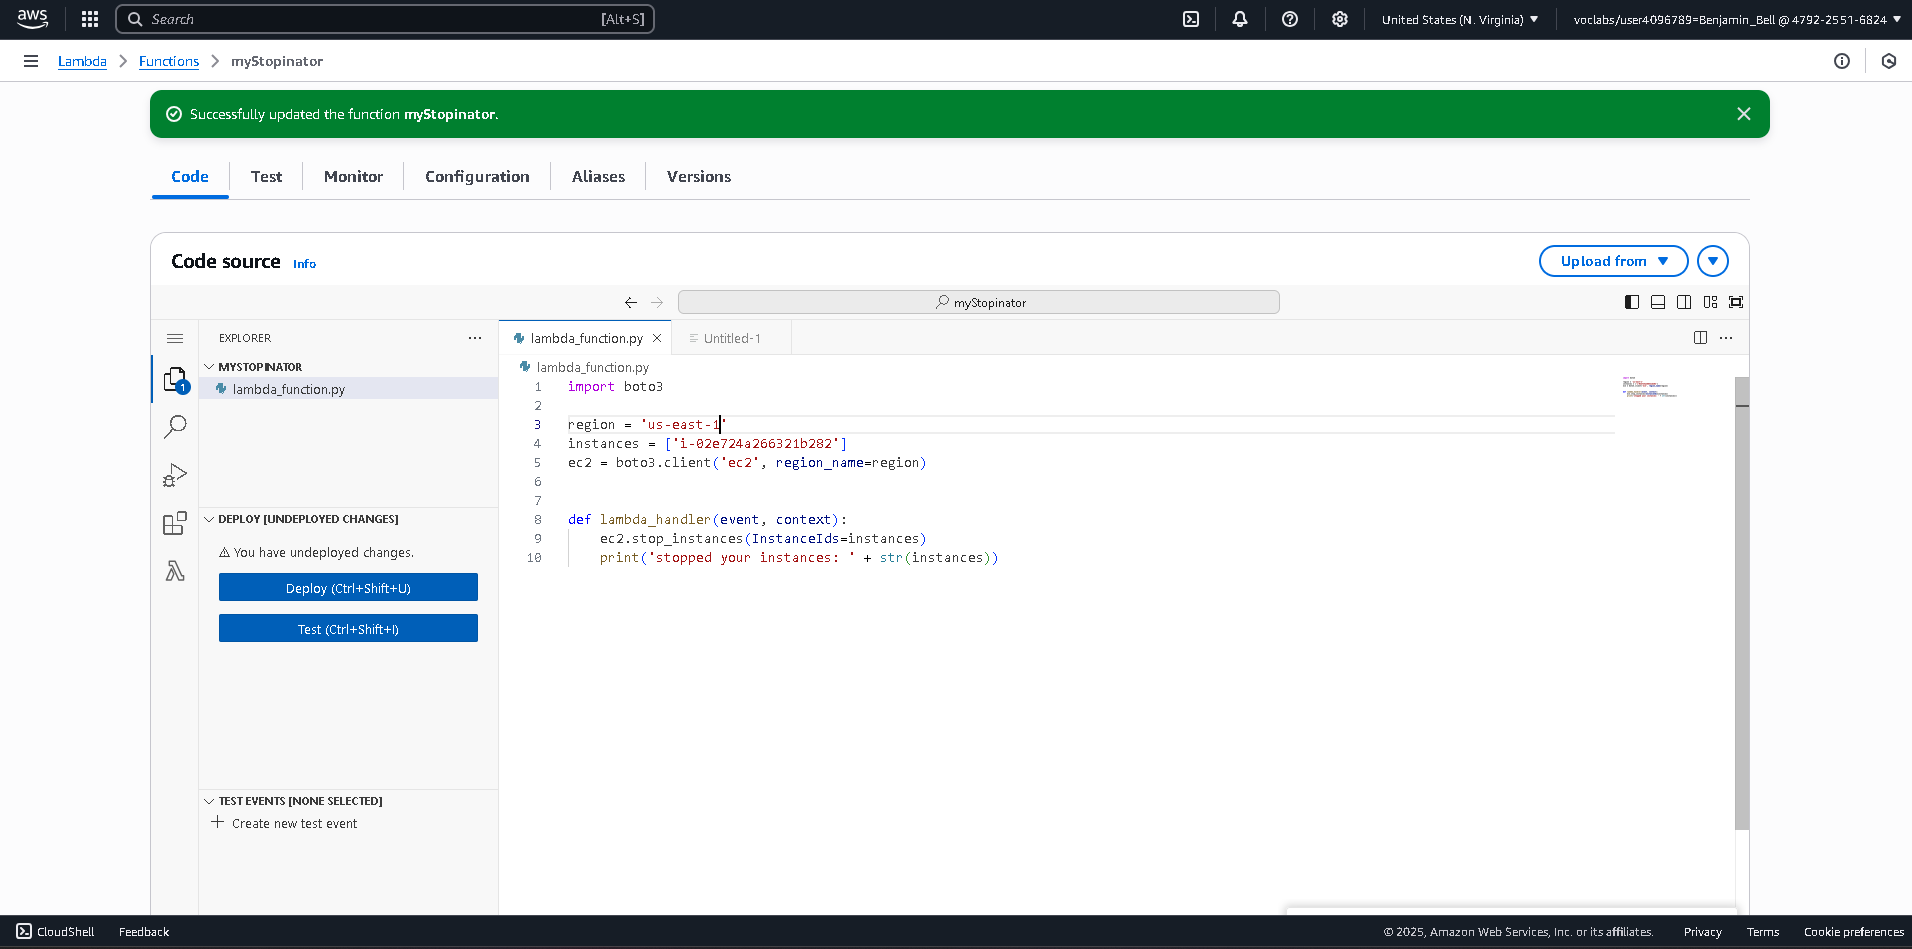 aws
Search [Alt+S]
United States (N. Virginia)
voclabs/user4096789=Benjamin_Bell @ 4792-2551-6824
Lambda
Functions
myStopinator
Successfully updated the function myStopinator.
Code
Test
Monitor
Configuration
Aliases
Versions
Code source Info
Upload from
myStopinator
EXPLORER
MYSTOPINATOR
lambda_function.py
1
DEPLOY [UNDEPLOYED CHANGES]
You have undeployed changes.
Deploy (Ctrl+Shift+U)
Test (Ctrl+Shift+I)
TEST EVENTS [NONE SELECTED]
Create new test event
lambda_function.py
Untitled-1
lambda_function.py
1 import boto3
2
3 region = 'us-east-1'
4 instances = ['i-02e724a266321b282']
5 ec2 = boto3.client('ec2', region_name=region)
6
7
8 def lambda_handler(event, context):
9 ec2.stop_instances(InstanceIds=instances)
10 print('stopped your instances: ' + str(instances))
CloudShell
Feedback
© 2025, Amazon Web Services, Inc. or its affiliates.
Privacy
Terms
Cookie preferences